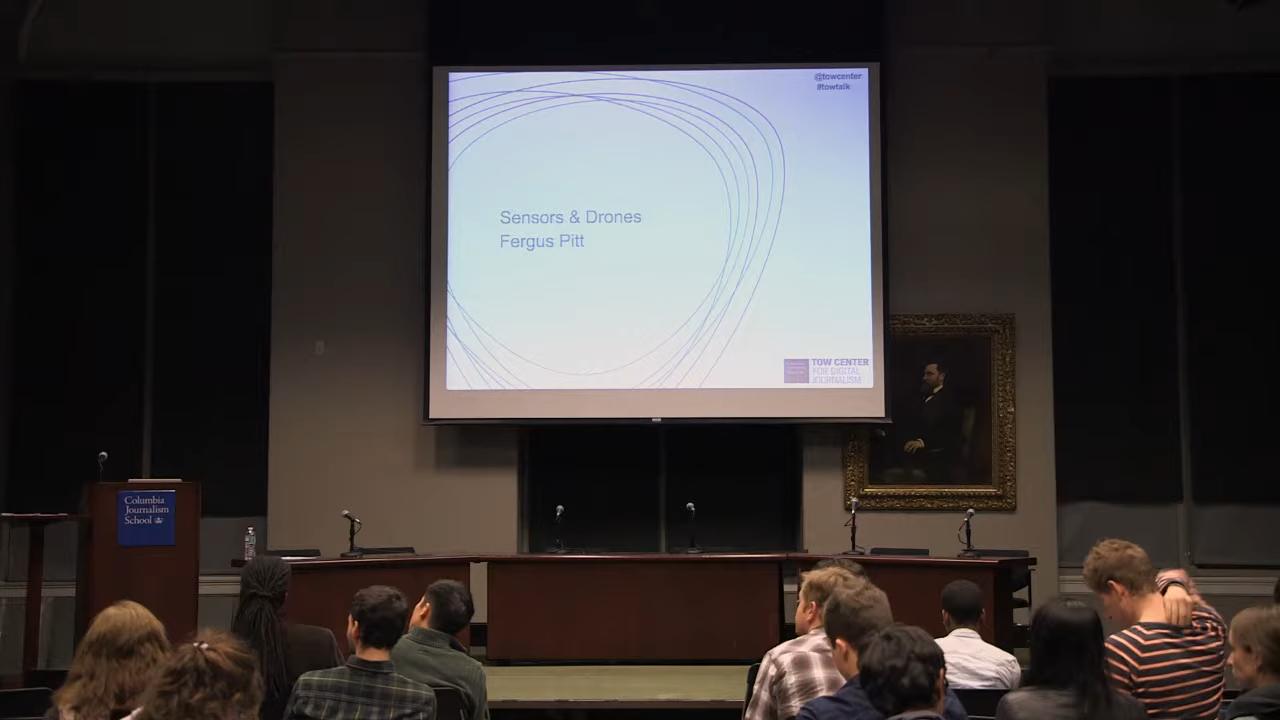 @towcenter
#towtalk
Sensors & Drones
Fergus Pitt
TOW CENTER
FOR DIGITAL
JOURNALISM
Columbia
Journalism
School